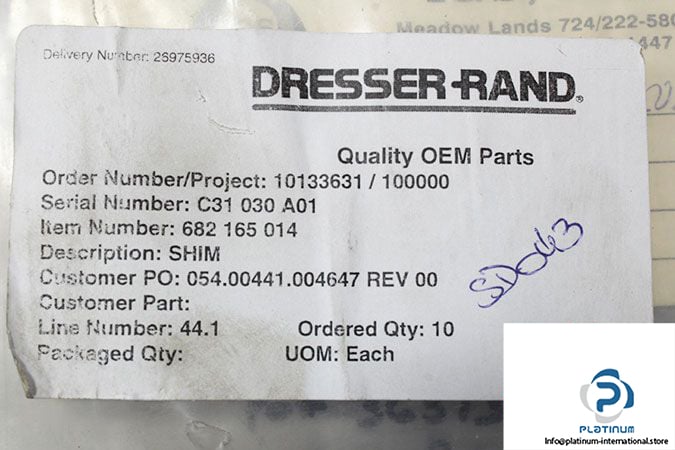 Meadow Lands 724/222-580
447
Delivery Number: 26975936
DRESSER-RAND®
Quality OEM Parts
Order Number/Project: 10133631 / 100000
Serial Number: C31 030 A01
Item Number: 682 165 014
Description: SHIM
Customer PO: 054.00441.004647 REV 00
Customer Part:
Line Number: 44.1 Ordered Qty: 10
Packaged Qty: UOM: Each
SD043
PLATINUM
Info@platinum-international.store